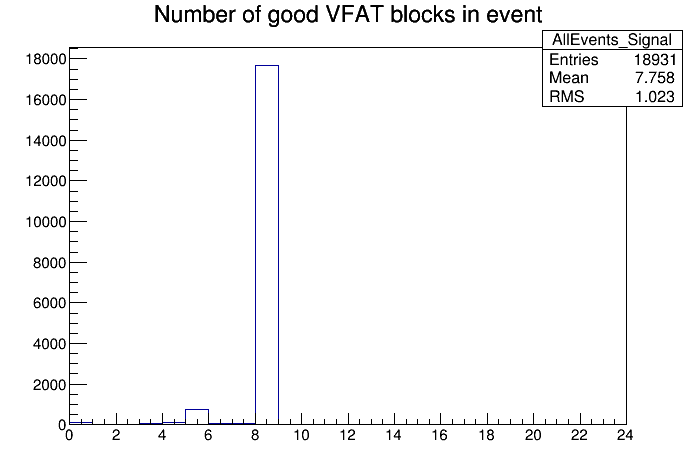 Number of good VFAT blocks in event
AllEvents_Signal
Entries 18931
Mean 7.758
RMS 1.023
18000
16000
14000
12000
10000
8000
6000
4000
2000
0
0 2 4 6 8 10 12 14 16 18 20 22 24